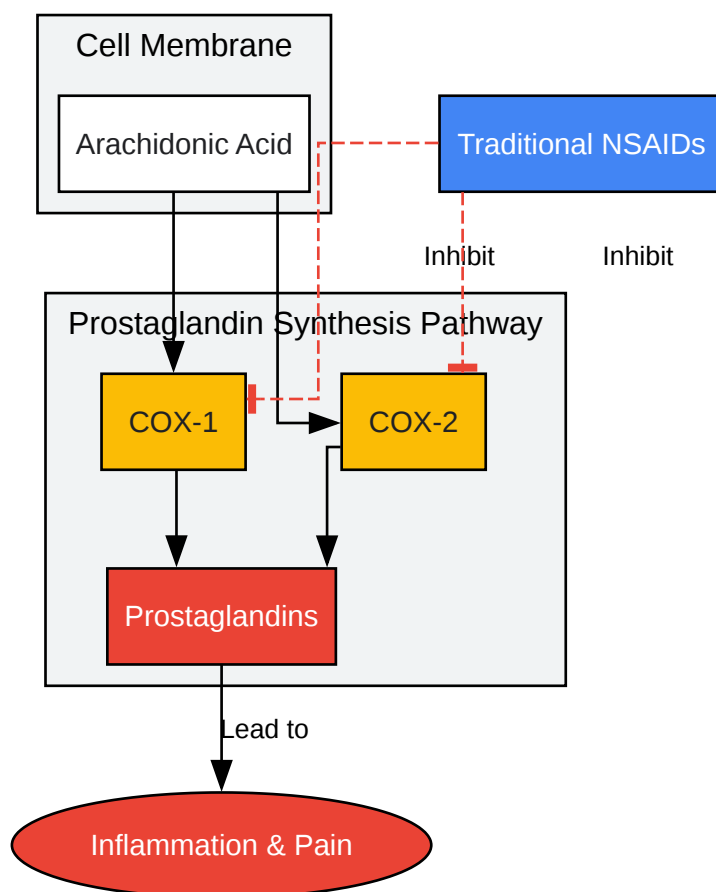 Cell Membrane
Arachidonic Acid
Traditional NSAIDs
Inhibit
Inhibit
Prostaglandin Synthesis Pathway
COX-1
COX-2
Prostaglandins
Lead to
Inflammation & Pain